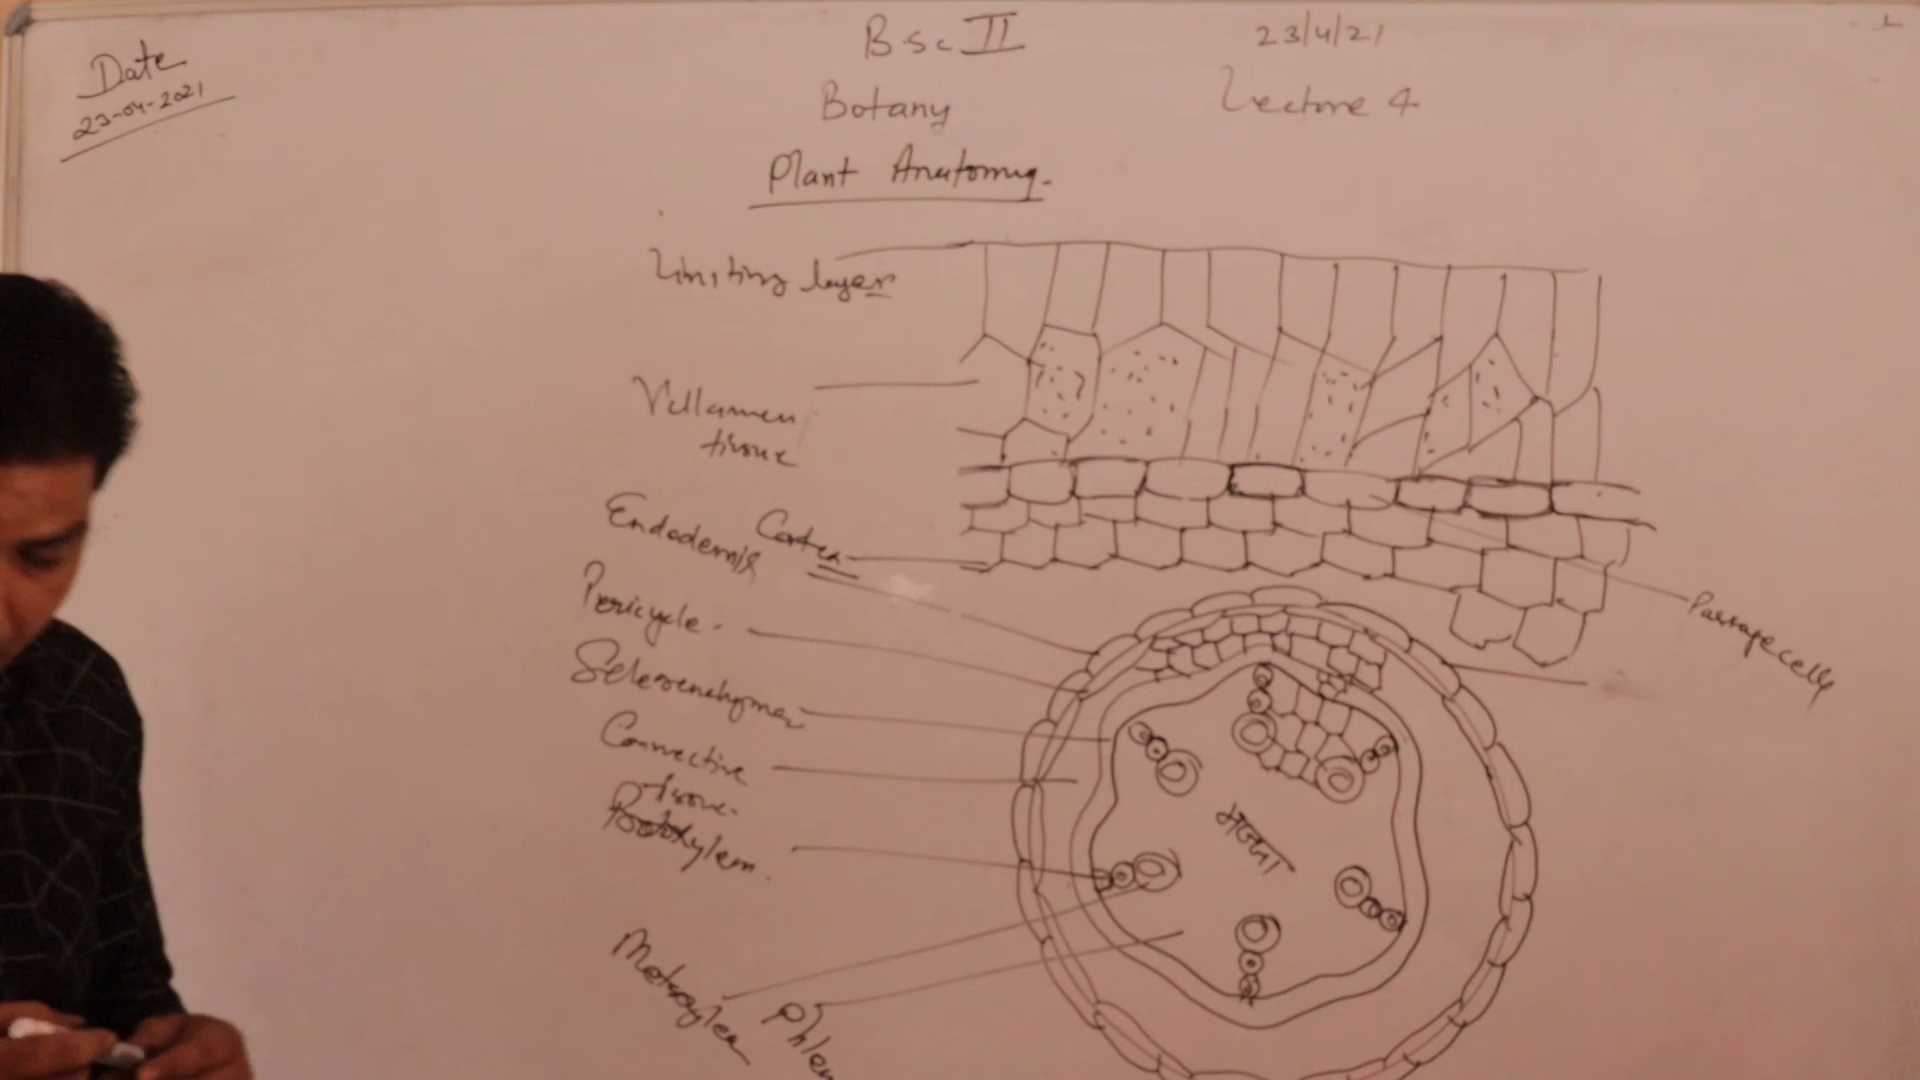 Date
23-04-2021
B.Sc II
23/4/21
Botany
Lecture 4
Plant Anatomy.
Limiting layer
Vellamen
tissue
Cortex
Endodermis
Pericycle.
Sclerenchyma
Connective
tissue.
Protoxylem.
Phloem
Passage cells
मज्जा